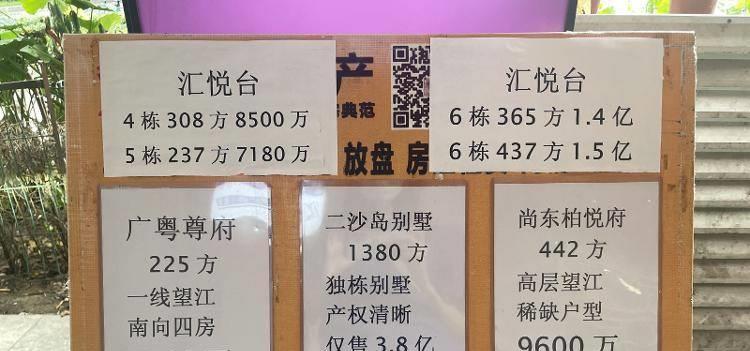 汇悦台
4栋 308方 8500万
5栋 237方 7180万
产
典范
汇悦台
6栋 365方 1.4亿
6栋 437方 1.5亿
放盘 房
广粤尊府
225方
一线望江
南向四房
二沙岛别墅
1380方
独栋别墅
产权清晰
仅售3.8亿
尚东柏悦府
442方
高层望江
稀缺户型
9600万